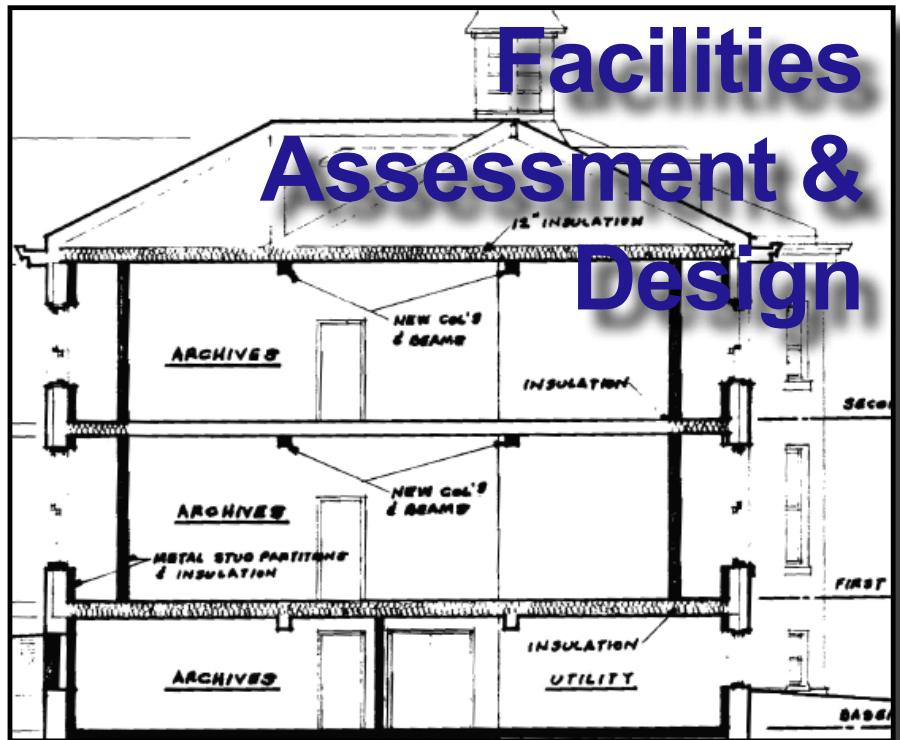 Facilities
Assessment &
Design
12" INSULATION
NEW COL'S
& BEAMS
ARCHIVES
INSULATION
NEW COL'S
& BEAMS
ARCHIVES
METAL STUD PARTITIONS
& INSULATION
FIRST
INSULATION
ARCHIVES
UTILITY